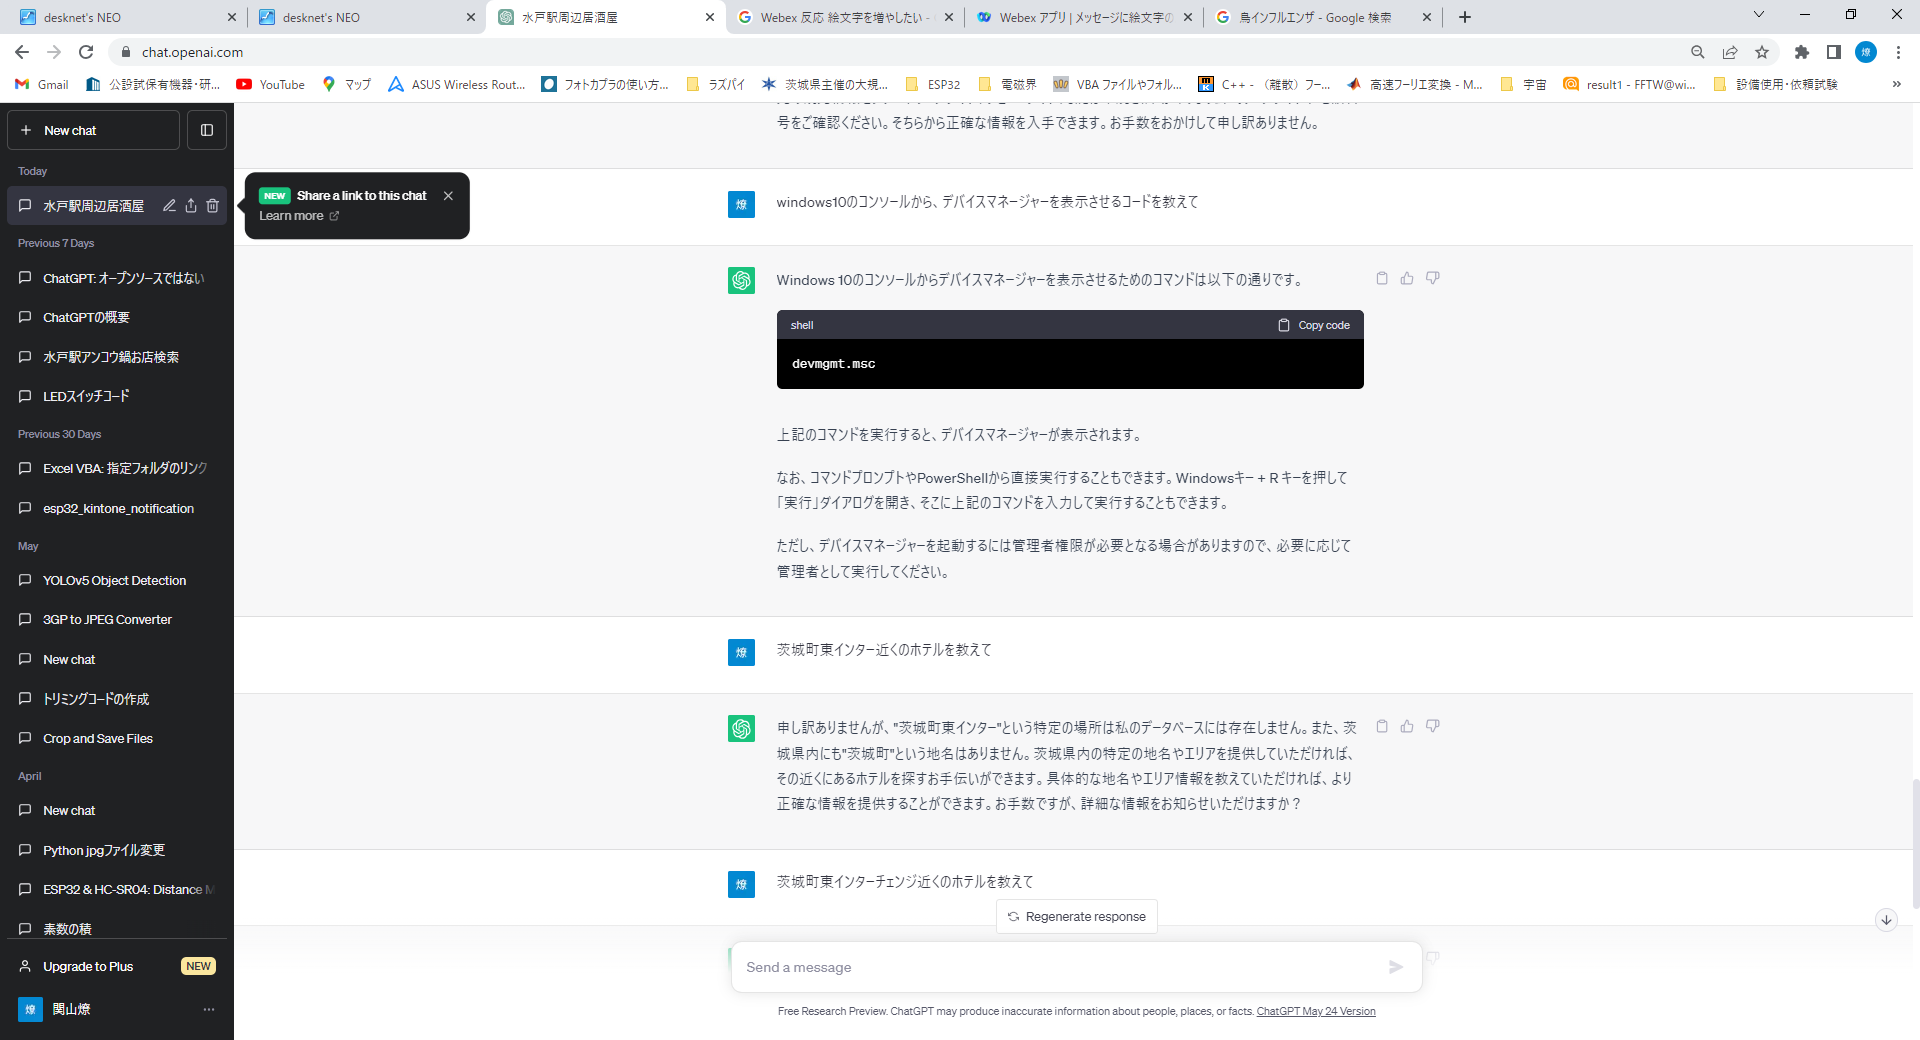 desknet's NEO
desknet's NEO
水戸駅周辺居酒屋
Webex 反応 絵文字を増やしたい -
Webex アプリ | メッセージに絵文字の
鳥インフルエンザ - Google 検索
chat.openai.com
燎
Gmail
公設試保有機器・研...
YouTube
マップ
ASUS Wireless Rout...
フォトカプラの使い方...
ラズパイ
茨城県主催の大規...
ESP32
電磁界
VBA ファイルやフォル...
C++ - （離散）フー...
高速フーリエ変換 - M...
宇宙
result1 - FFTW@wi...
設備使用・依頼試験
New chat
Today
水戸駅周辺居酒屋
Previous 7 Days
ChatGPT: オープンソースではない
ChatGPTの概要
水戸駅アンコウ鍋お店検索
LEDスイッチコード
Previous 30 Days
Excel VBA: 指定フォルダのリンク
esp32_kintone_notification
May
YOLOv5 Object Detection
3GP to JPEG Converter
New chat
トリミングコードの作成
Crop and Save Files
April
New chat
Python jpgファイル変更
ESP32 & HC-SR04: Distance M
素数の積
Upgrade to Plus
NEW
燎
関山燎
NEW Share a link to this chat
Learn more
号をご確認ください。そちらから正確な情報を入手できます。お手数をおかけして申し訳ありません。
燎
windows10のコンソールから、デバイスマネージャーを表示させるコードを教えて
Windows 10のコンソールからデバイスマネージャーを表示させるためのコマンドは以下の通りです。
shell
Copy code
devmgmt.msc
上記のコマンドを実行すると、デバイスマネージャーが表示されます。
なお、コマンドプロンプトやPowerShellから直接実行することもできます。Windowsキー + R キーを押して
「実行」ダイアログを開き、そこに上記のコマンドを入力して実行することもできます。
ただし、デバイスマネージャーを起動するには管理者権限が必要となる場合がありますので、必要に応じて
管理者として実行してください。
燎
茨城町東インター近くのホテルを教えて
申し訳ありませんが、"茨城町東インター"という特定の場所は私のデータベースには存在しません。また、茨
城県内にも"茨城町"という地名はありません。茨城県内の特定の地名やエリアを提供していただければ、
その近くにあるホテルを探すお手伝いができます。具体的な地名やエリア情報を教えていただければ、より
正確な情報を提供することができます。お手数ですが、詳細な情報をお知らせいただけますか？
燎
茨城町東インターチェンジ近くのホテルを教えて
Regenerate response
Send a message
Free Research Preview. ChatGPT may produce inaccurate information about people, places, or facts. ChatGPT May 24 Version